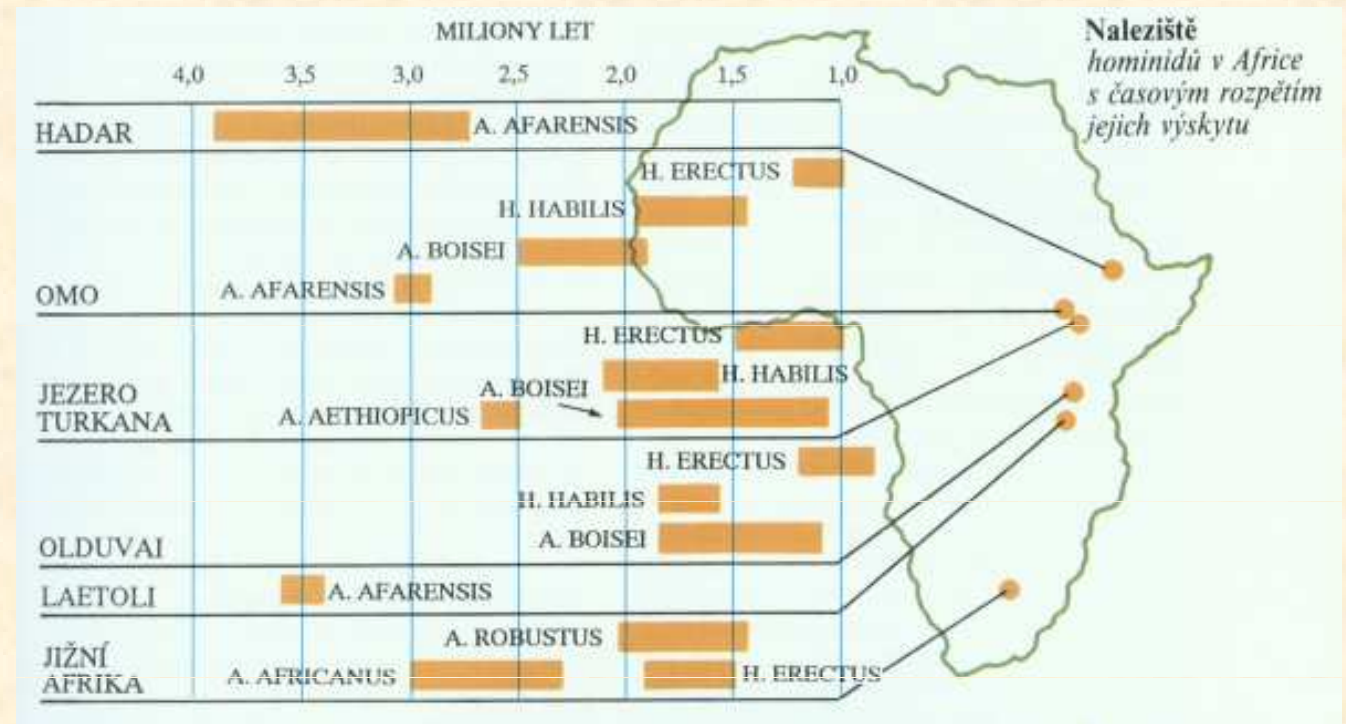 MILIONY LET
4,0 3,5 3,0 2,5 2,0 1,5 1,0
Naleziště
hominidů v Africe
s časovým rozpětím
jejich výskytu
HADAR
A. AFARENSIS
H. ERECTUS
H. HABILIS
A. BOISEI
A. AFARENSIS
OMO
H. ERECTUS
H. HABILIS
A. BOISEI
A. AETHIOPICUS
JEZERO
TURKANA
H. ERECTUS
H. HABILIS
A. BOISEI
OLDUVAI
LAETOLI
A. AFARENSIS
A. ROBUSTUS
JIŽNÍ
AFRIKA
A. AFRICANUS
H. ERECTUS